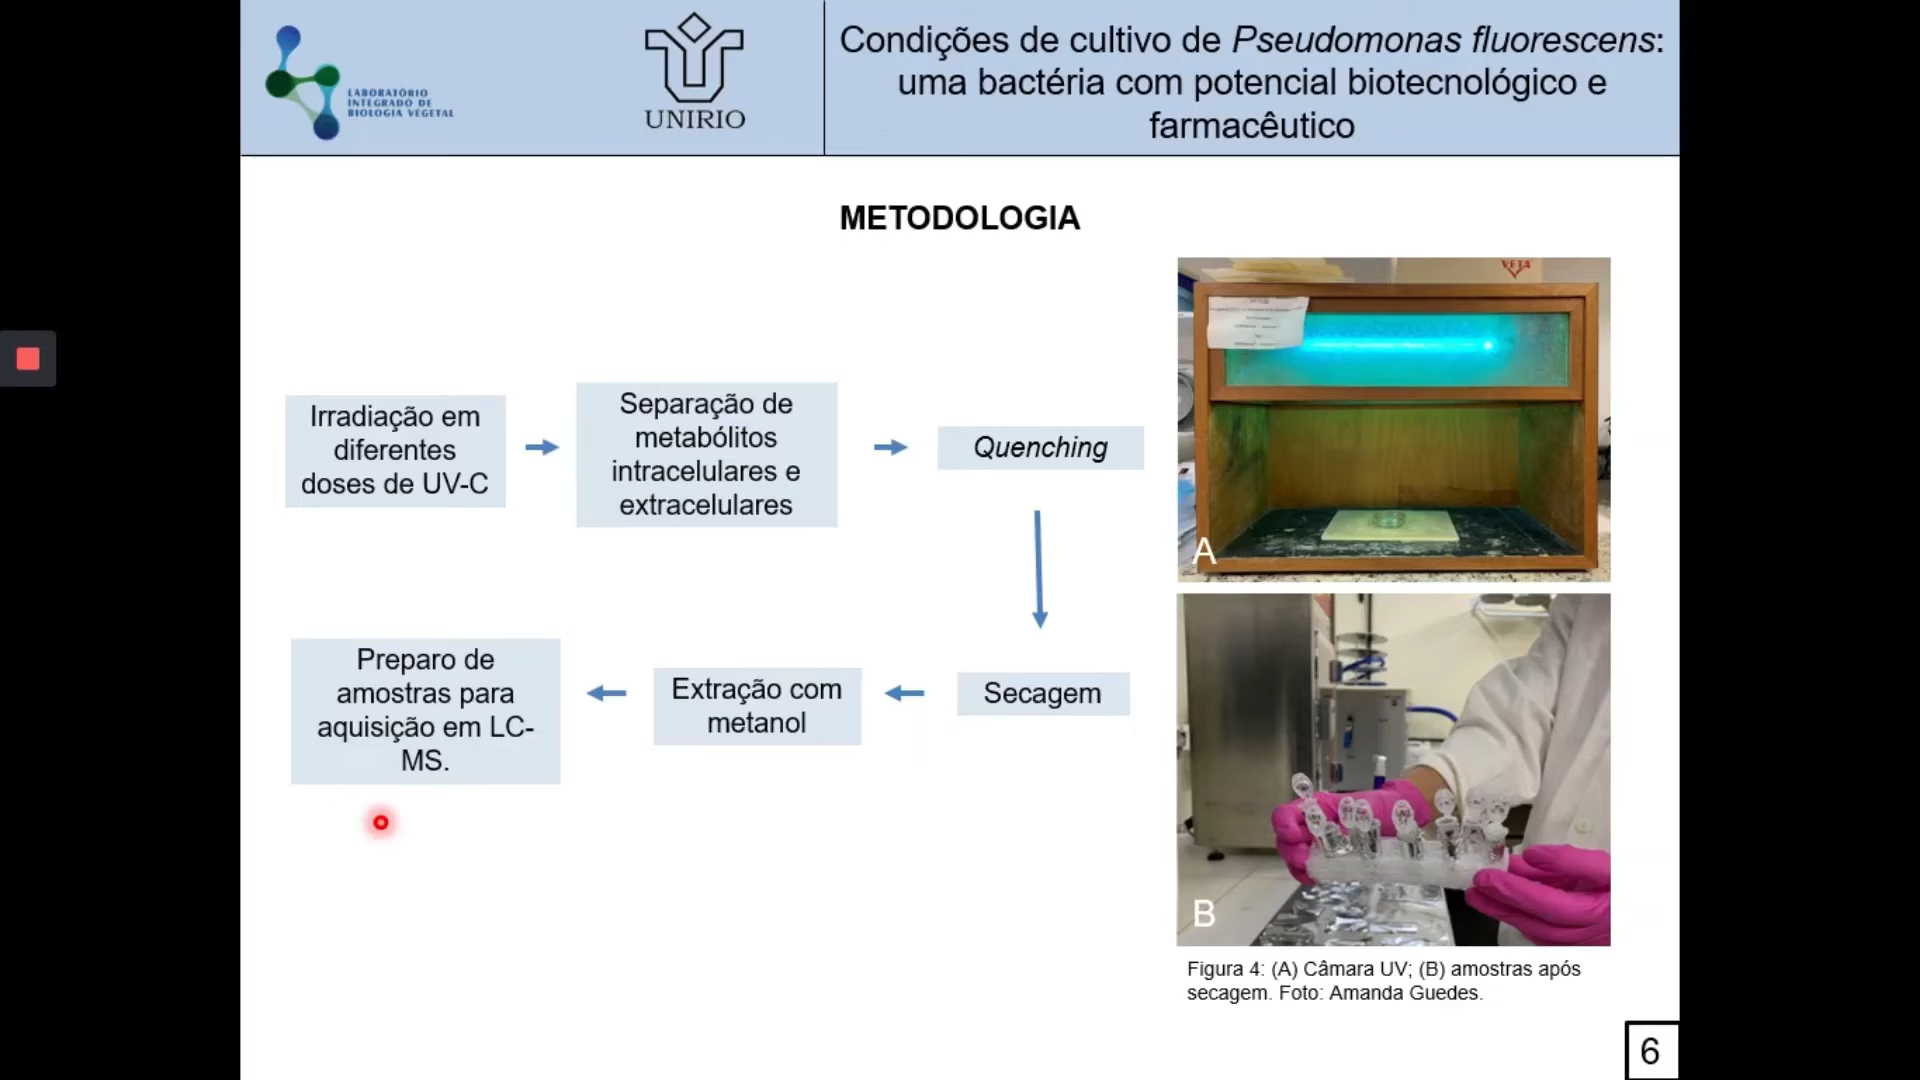 LABORATÓRIO
INTEGRADO DE
BIOLOGIA VEGETAL
UNIRIO
Condições de cultivo de Pseudomonas fluorescens:
uma bactéria com potencial biotecnológico e
farmacêutico
METODOLOGIA
Irradiação em
diferentes
doses de UV-C
Separação de
metabólitos
intracelulares e
extracelulares
Quenching
Preparo de
amostras para
aquisição em LC-
MS.
Extração com
metanol
Secagem
VETA
A
B
Figura 4: (A) Câmara UV; (B) amostras após
secagem. Foto: Amanda Guedes.
6